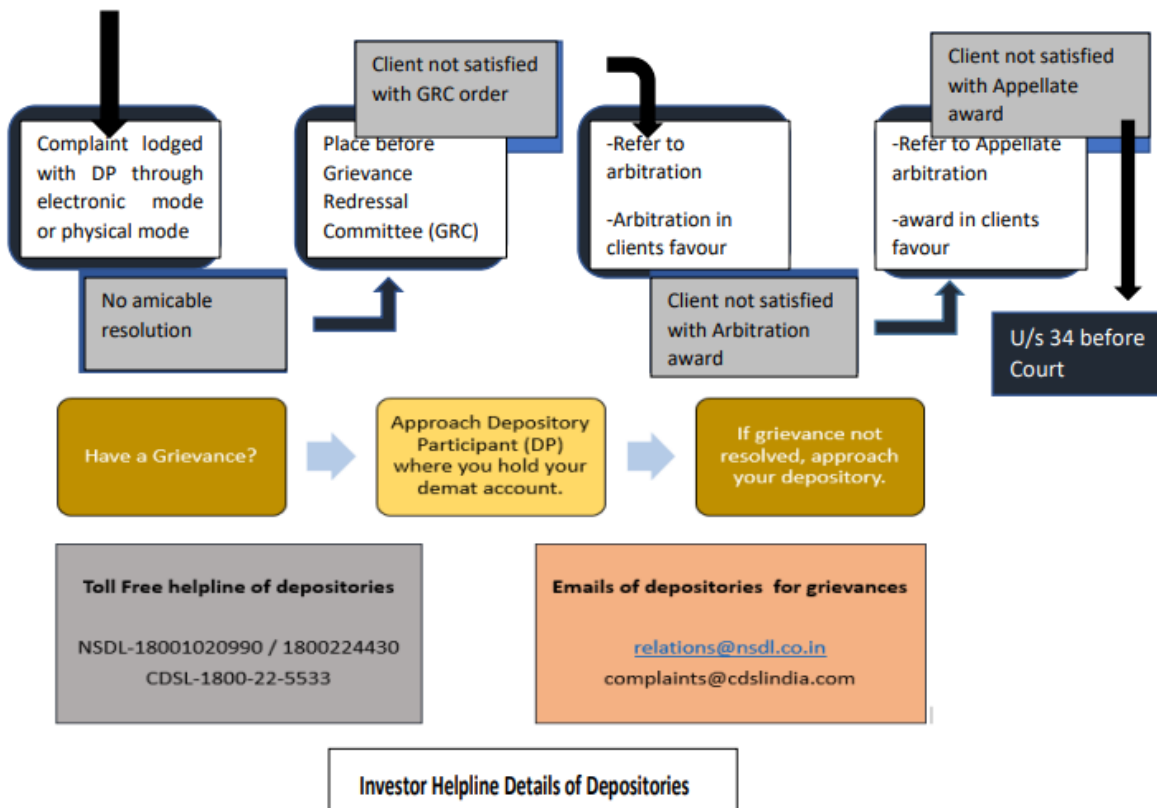 Complaint lodged
with DP through
electronic mode
or physical mode
No amicable
resolution
Client not satisfied
with GRC order
Place before
Grievance
Redressal
Committee (GRC)
-Refer to
arbitration
-Arbitration in
clients favour
Client not satisfied
with Arbitration
award
Client not satisfied
with Appellate
award
-Refer to Appellate
arbitration
-award in clients
favour
U/s 34 before
Court
Have a Grievance?
Approach Depository
Participant (DP)
where you hold your
demat account.
If grievance not
resolved, approach
your depository.
Toll Free helpline of depositories
NSDL-18001020990 / 1800224430
CDSL-1800-22-5533
Emails of depositories for grievances
relations@nsdl.co.in
complaints@cdslindia.com
Investor Helpline Details of Depositories